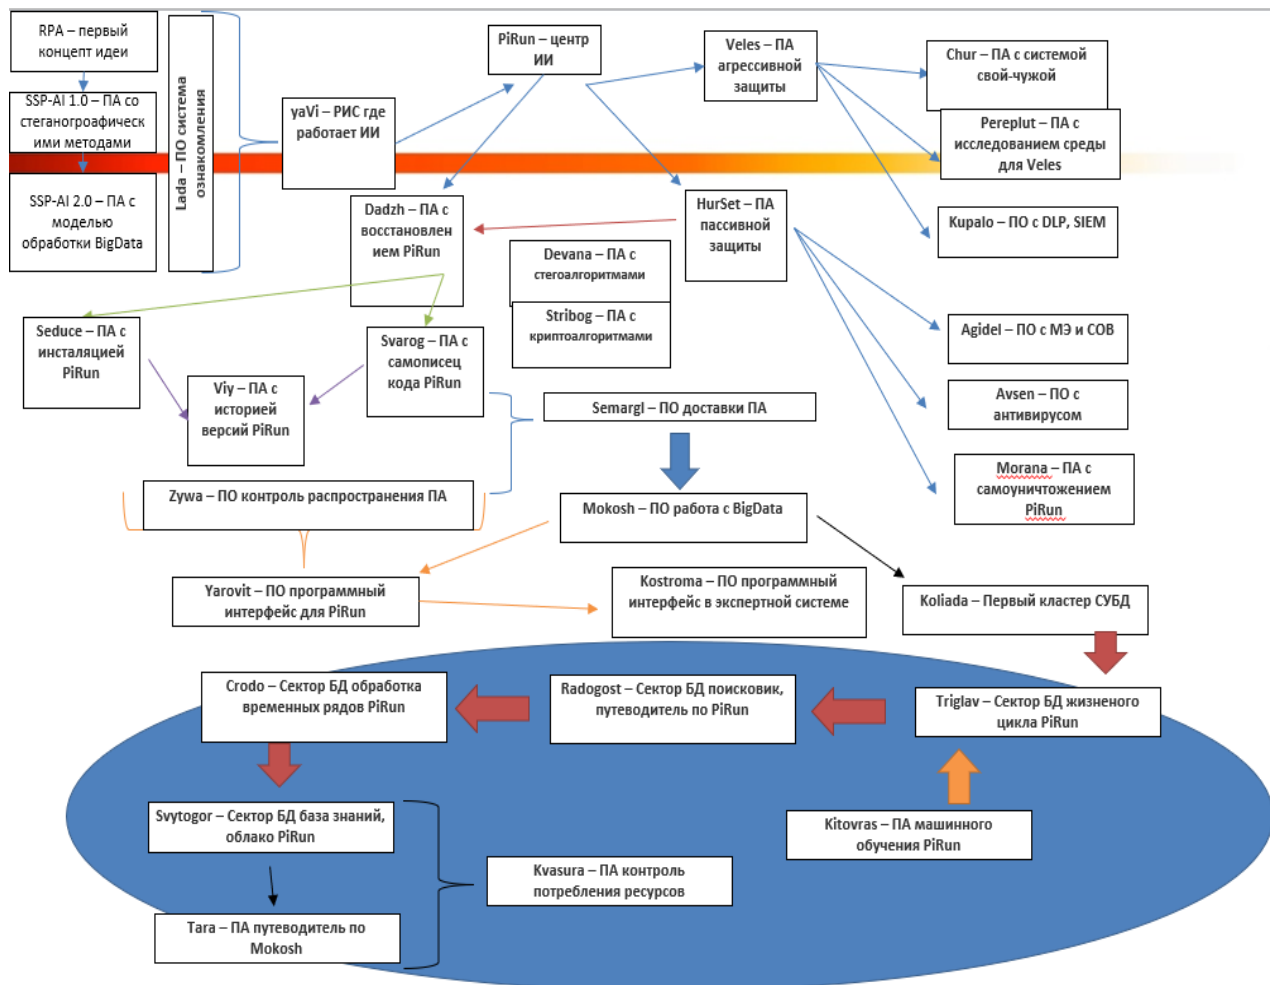 RPA – первый
концепт идеи
SSP-AI 1.0 – ПА со
стеганогроафическ
ими методами
SSP-AI 2.0 – ПА с
моделью
обработки BigData
Lada – ПО система
ознакомления
yaVi – РИС где
работает ИИ
PiRun – центр
ИИ
Veles – ПА
агрессивной
защиты
Chur – ПА с системой
свой-чужой
Pereplut – ПА с
исследованием среды
для Veles
Kupalo – ПО с DLP, SIEM
Dadzh – ПА с
восстановлен
ием PiRun
HurSet – ПА
пассивной
защиты
Devana – ПА с
стегоалгоритмами
Stribog – ПА с
криптоалгоритмами
Seduce – ПА с
инсталяцией
PiRun
Svarog – ПА с
самописец
кода PiRun
Viy – ПА с
историей
версий PiRun
Agidel – ПО с МЭ и СОВ
Avsen – ПО с
антивирусом
Morana – ПА с
самоуничтожением
PiRun
Semargl – ПО доставки ПА
Zywa – ПО контроль распространения ПА
Mokosh – ПО работа с BigData
Yarovit – ПО программный
интерфейс для PiRun
Kostroma – ПО программный
интерфейс в экспертной системе
Koliada – Первый кластер СУБД
Crodo – Сектор БД обработка
временных рядов PiRun
Radogost – Сектор БД поисковик,
путеводитель по PiRun
Triglav – Сектор БД жизненого
цикла PiRun
Svytogor – Сектор БД база знаний,
облако PiRun
Kitovras – ПА машинного
обучения PiRun
Kvasura – ПА контроль
потребления ресурсов
Tara – ПА путеводитель по
Mokosh